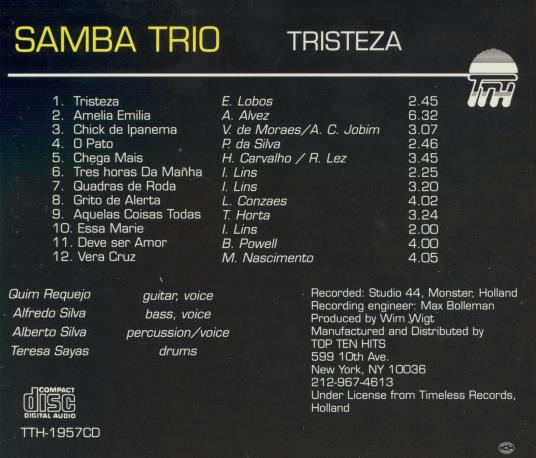 SAMBA TRIO TRISTEZA
TTH
1. Tristeza E. Lobos 2.45
2. Amelia Emilia A. Alvez 6.32
3. Chick de Ipanema V. de Moraes/A. C. Jobim 3.07
4. O Pato P. da Silva 2.46
5. Chega Mais H. Carvalho / R. Lez 3.45
6. Tres horas Da Mañha I. Lins 2.25
7. Quadras de Roda I. Lins 3.20
8. Grito de Alerta L. Conzaes 4.02
9. Aquelas Coisas Todas T. Horta 3.24
10. Essa Marie I. Lins 2.00
11. Deve ser Amor B. Powell 4.00
12. Vera Cruz M. Nascimento 4.05
Quim Requejo guitar, voice
Alfredo Silva bass, voice
Alberto Silva percussion/voice
Teresa Sayas drums
Recorded: Studio 44, Monster, Holland
Recording engineer: Max Bolleman
Produced by Wim Wigt
Manufactured and Distributed by
TOP TEN HITS
599 10th Ave.
New York, NY 10036
212-967-4613
Under License from Timeless Records,
Holland
COMPACT
disc
DIGITAL AUDIO
TTH-1957CD